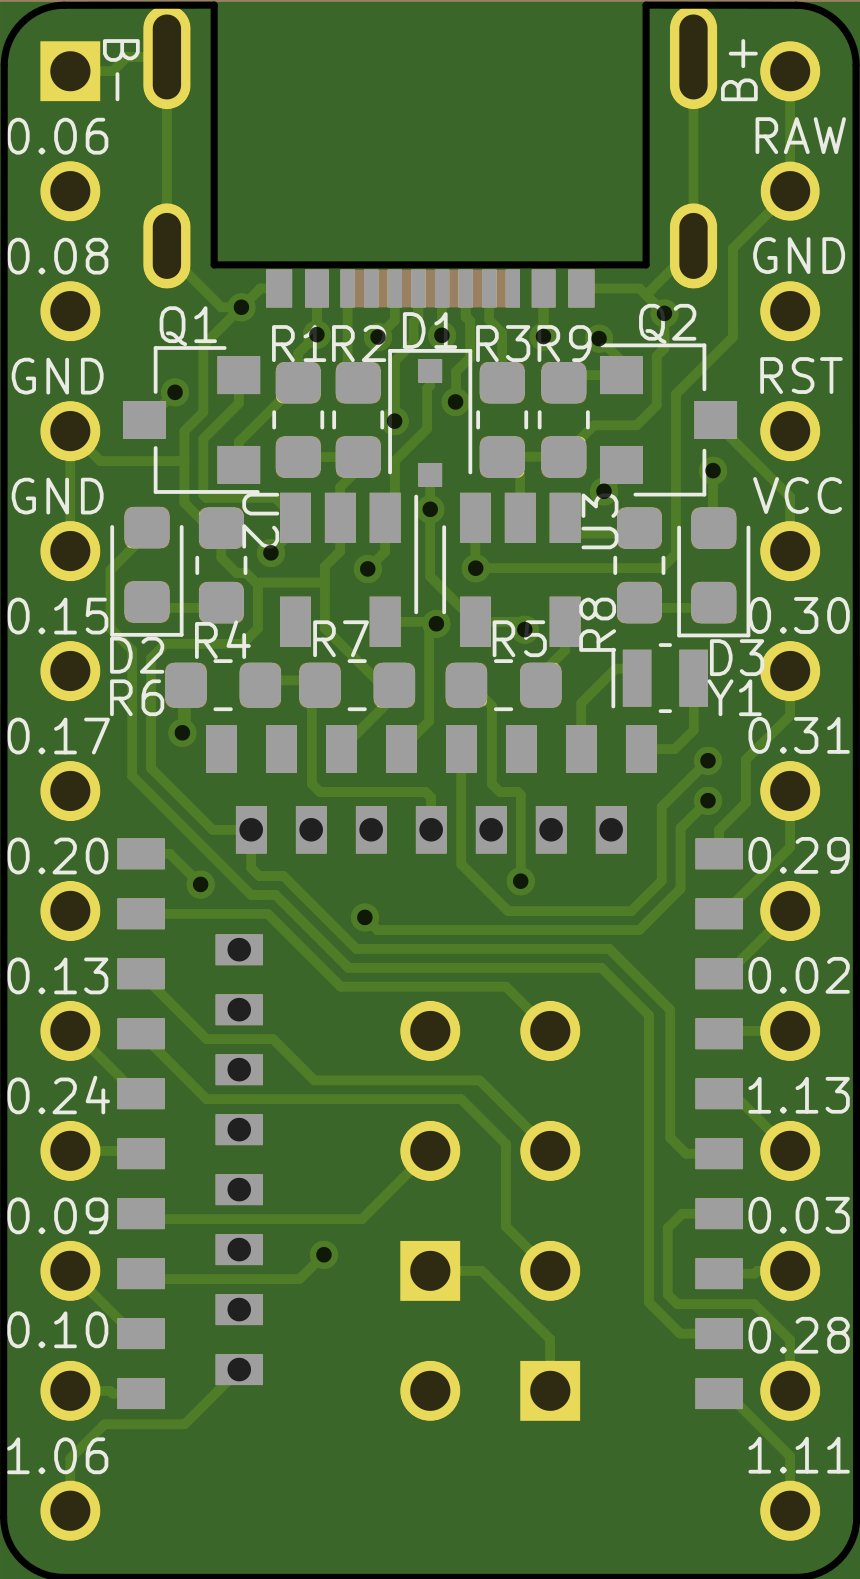 B- B+
0.06 RAW
0.08 GND
Q1 R1 R2 D1 R3 R9 Q2
GND RST
GND U2 U3 VCC
0.15 R4 R7 R5 R8 0.30
D2 D3
R6 Y1
0.17 0.31
0.20 0.29
0.13 0.02
0.24 1.13
0.09 0.03
0.10 0.28
1.06 1.11